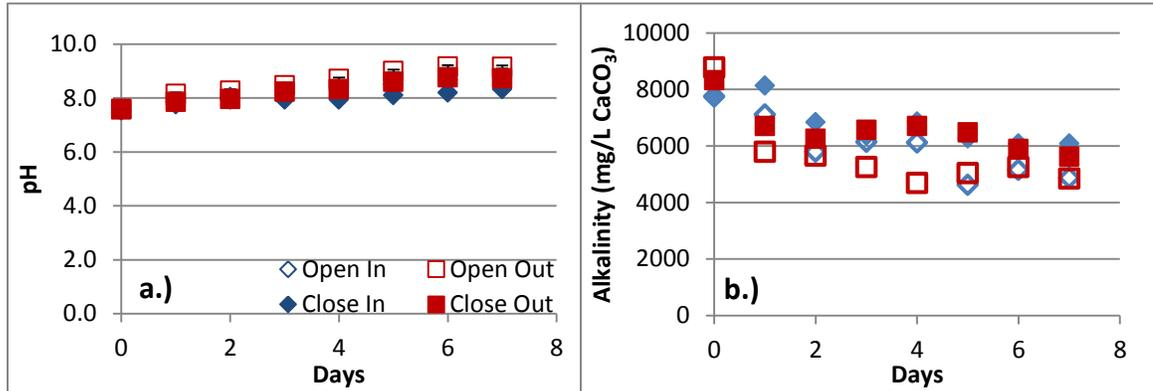 10.0
8.0
6.0
4.0
2.0
0.0
pH
a.)
Open In
Open Out
Close In
Close Out
0 2 4 6 8
Days
10000
8000
6000
4000
2000
0
Alkalinity (mg/L CaCO₃)
b.)
0 2 4 6 8
Days